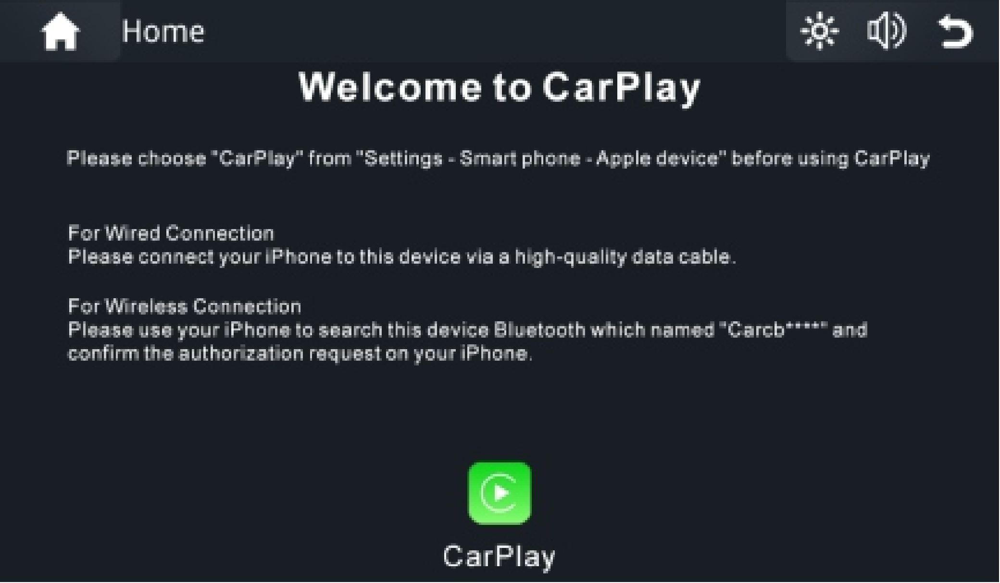 Home
Welcome to CarPlay
Please choose "CarPlay" from "Settings - Smart phone - Apple device" before using CarPlay
For Wired Connection
Please connect your iPhone to this device via a high-quality data cable.
For Wireless Connection
Please use your iPhone to search this device Bluetooth which named "Carcb****" and
confirm the authorization request on your iPhone.
CarPlay